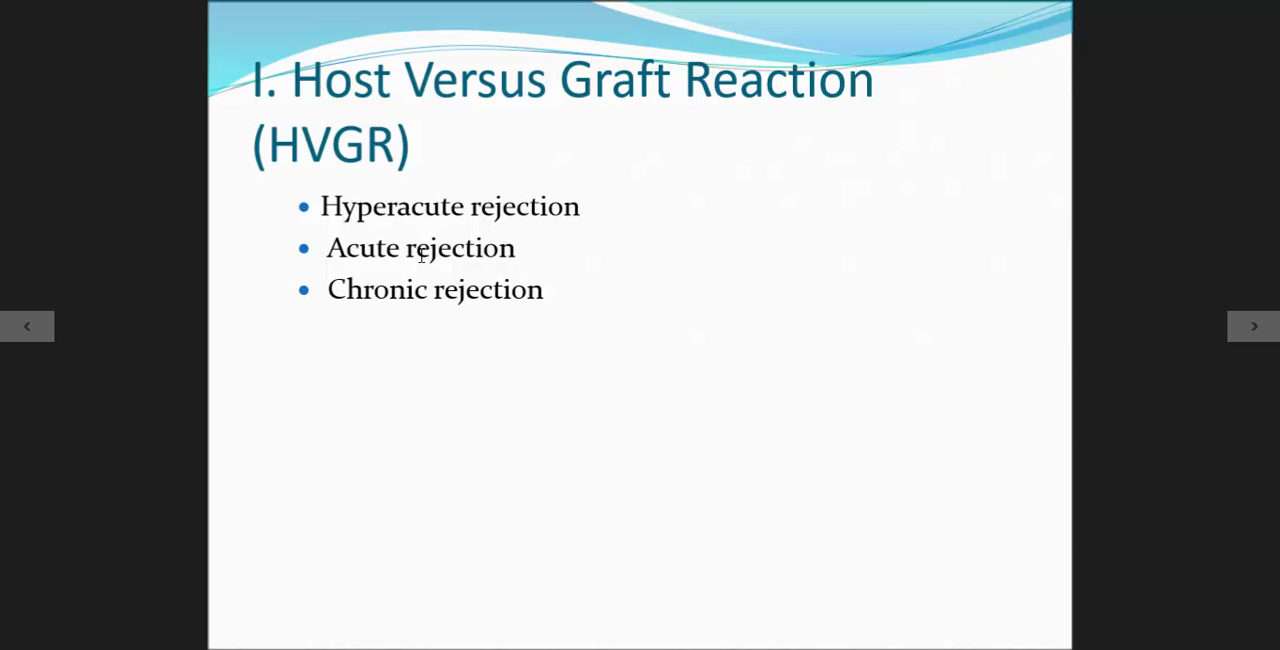 I. Host Versus Graft Reaction
(HVGR)
• Hyperacute rejection
• Acute rejection
• Chronic rejection